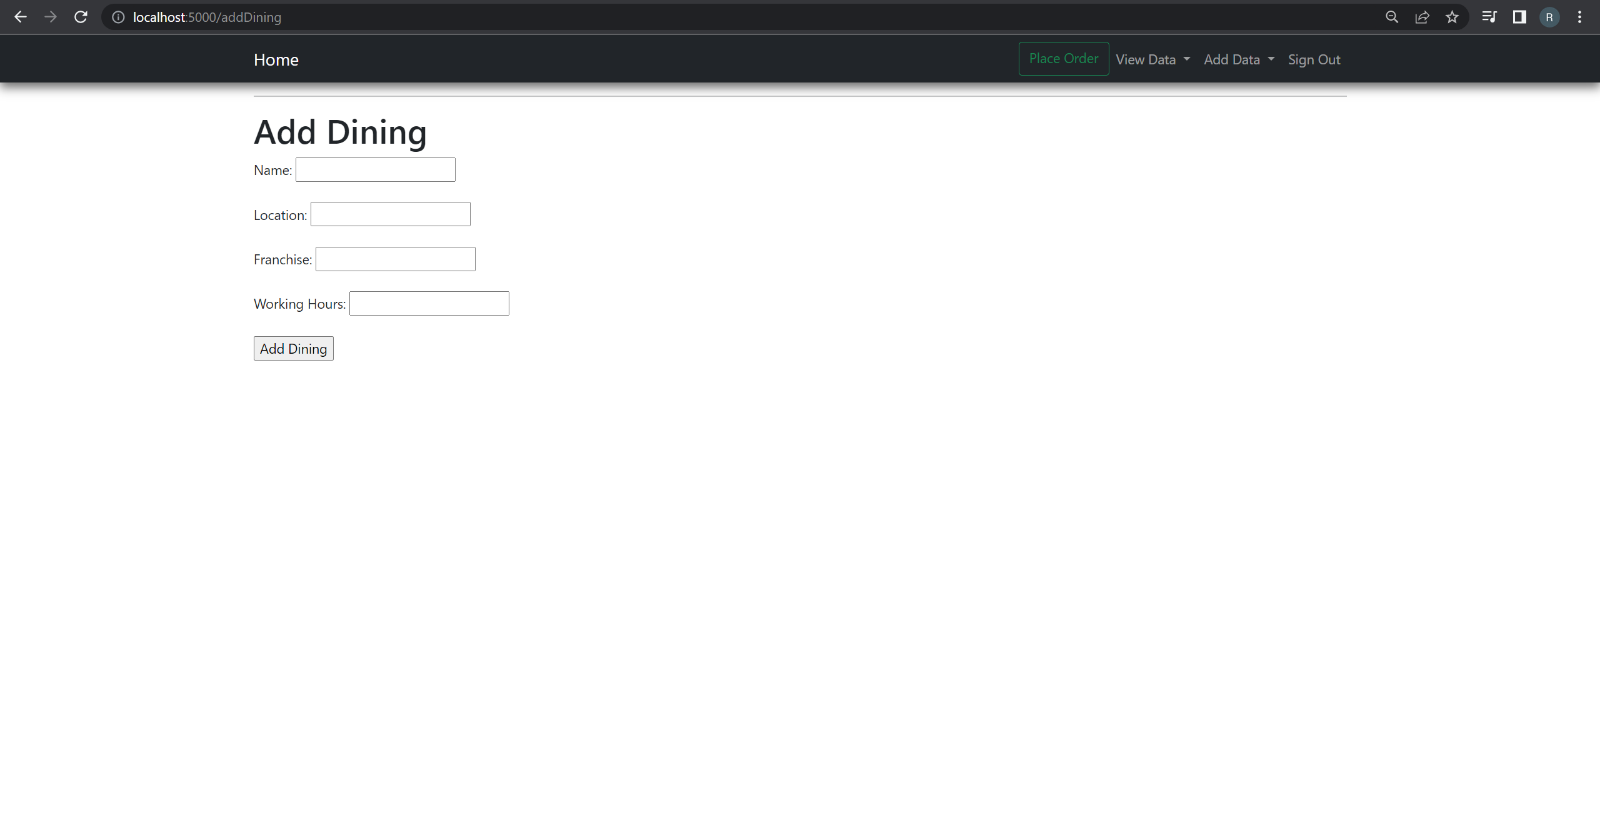 localhost:5000/addDining
R
Home
Place Order
View Data
Add Data
Sign Out
Add Dining
Name:
Location:
Franchise:
Working Hours:
Add Dining